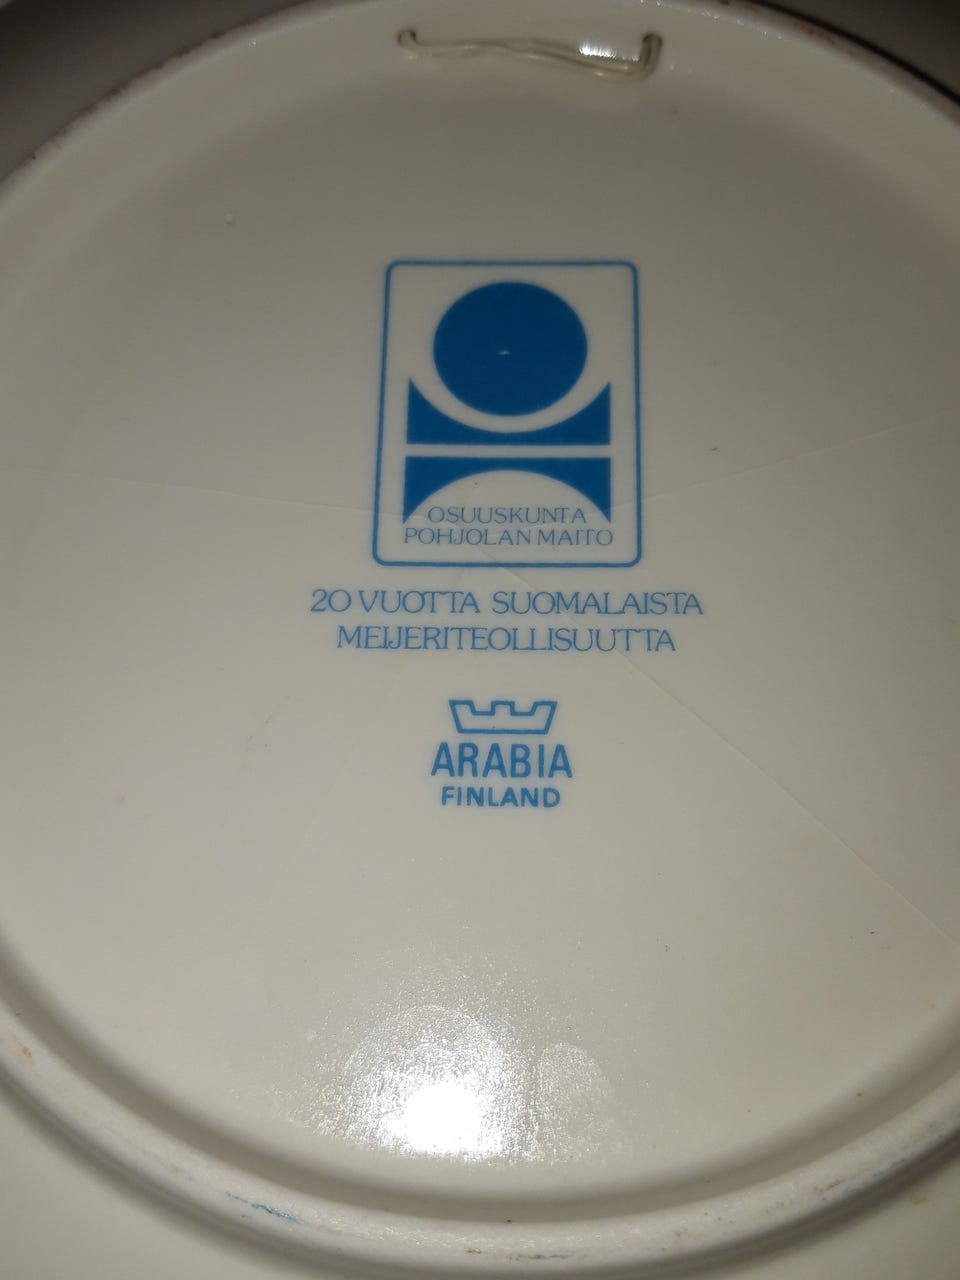 OSUUSKUNTA
POHJOLAN MAITO
20 VUOTTA SUOMALAISTA
MEIJERITEOLLISUUTTA
ARABIA
FINLAND